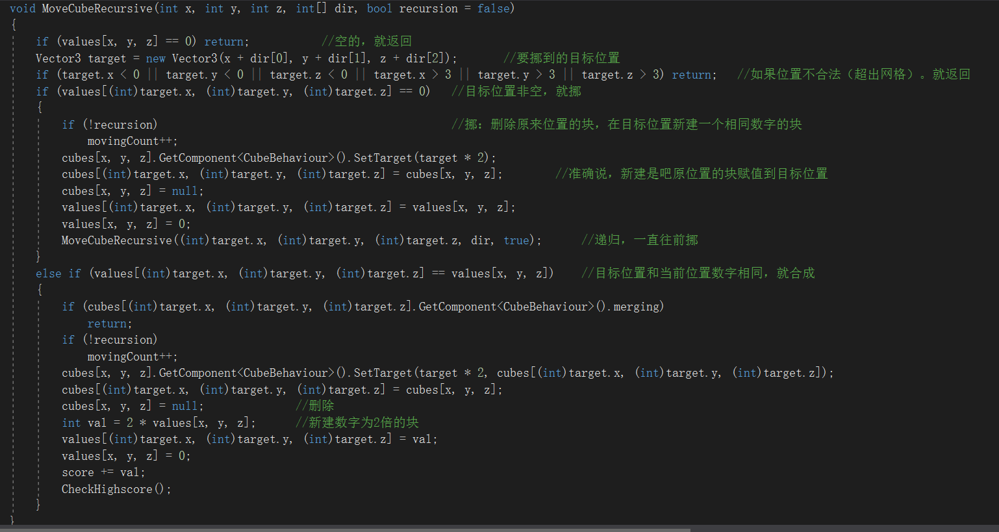 void MoveCubeRecursive(int x, int y, int z, int[] dir, bool recursion = false)
{
if (values[x, y, z] == 0) return; //空的，就返回
Vector3 target = new Vector3(x + dir[0], y + dir[1], z + dir[2]); //要挪到的目标位置
if (target.x < 0 || target.y < 0 || target.z < 0 || target.x > 3 || target.y > 3 || target.z > 3) return; //如果位置不合法（超出网格）。就返回
if (values[(int)target.x, (int)target.y, (int)target.z] == 0) //目标位置非空，就挪
{
if (!recursion) //挪：删除原来位置的块，在目标位置新建一个相同数字的块
movingCount++;
cubes[x, y, z].GetComponent<CubeBehaviour>().SetTarget(target * 2);
cubes[(int)target.x, (int)target.y, (int)target.z] = cubes[x, y, z]; //准确说，新建是吧原位置的块赋值到目标位置
cubes[x, y, z] = null;
values[(int)target.x, (int)target.y, (int)target.z] = values[x, y, z];
values[x, y, z] = 0;
MoveCubeRecursive((int)target.x, (int)target.y, (int)target.z, dir, true); //递归，一直往前挪
}
else if (values[(int)target.x, (int)target.y, (int)target.z] == values[x, y, z]) //目标位置和当前位置数字相同，就合成
{
if (cubes[(int)target.x, (int)target.y, (int)target.z].GetComponent<CubeBehaviour>().merging)
return;
if (!recursion)
movingCount++;
cubes[x, y, z].GetComponent<CubeBehaviour>().SetTarget(target * 2, cubes[(int)target.x, (int)target.y, (int)target.z]);
cubes[(int)target.x, (int)target.y, (int)target.z] = cubes[x, y, z];
cubes[x, y, z] = null; //删除
int val = 2 * values[x, y, z]; //新建数字为2倍的块
values[(int)target.x, (int)target.y, (int)target.z] = val;
values[x, y, z] = 0;
score += val;
CheckHighscore();
}
}